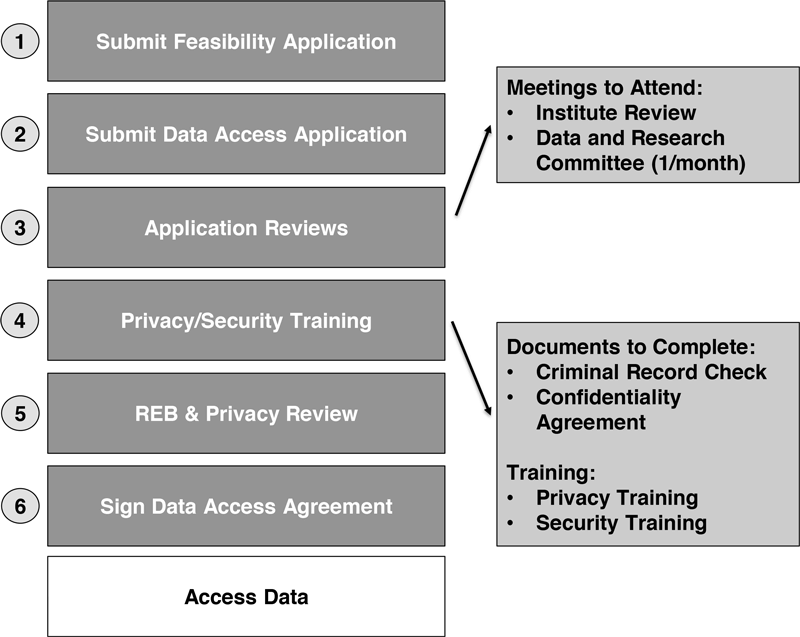 1 Submit Feasibility Application
2 Submit Data Access Application
3 Application Reviews
4 Privacy/Security Training
5 REB & Privacy Review
6 Sign Data Access Agreement
Access Data
Meetings to Attend:
• Institute Review
• Data and Research
Committee (1/month)
Documents to Complete:
• Criminal Record Check
• Confidentiality
Agreement
Training:
• Privacy Training
• Security Training